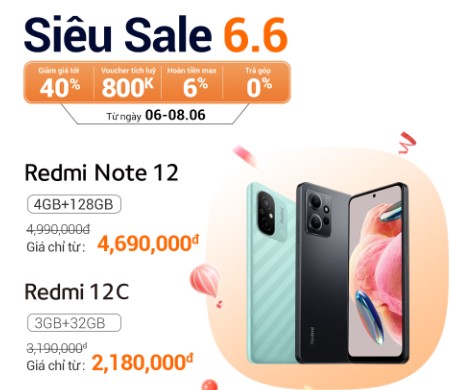 Siêu Sale 6.6
Giảm giá tới Voucher tích luỹ Hoàn tiền max Trả góp
40% 800K 6% 0%
Từ ngày 06-08.06
Redmi Note 12
4GB+128GB
4,990,000đ
Giá chỉ từ: 4,690,000đ
Redmi 12C
3GB+32GB
3,190,000đ
Giá chỉ từ: 2,180,000đ
Redmi